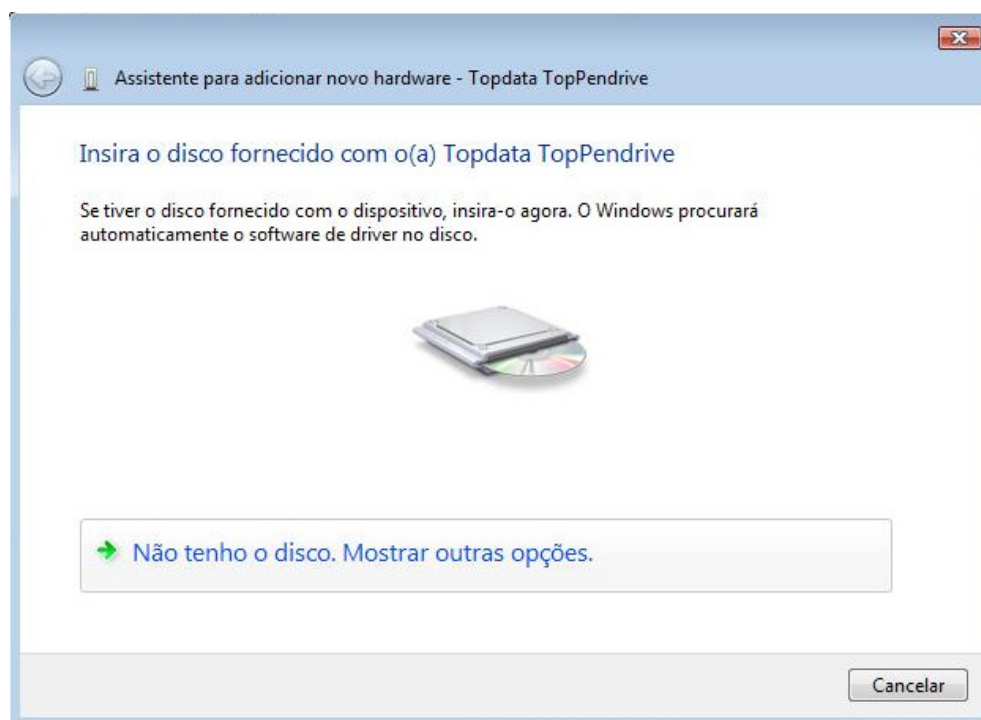 Assistente para adicionar novo hardware - Topdata TopPendrive
Insira o disco fornecido com o(a) Topdata TopPendrive
Se tiver o disco fornecido com o dispositivo, insira-o agora. O Windows procurará
automaticamente o software de driver no disco.
Não tenho o disco. Mostrar outras opções.
Cancelar